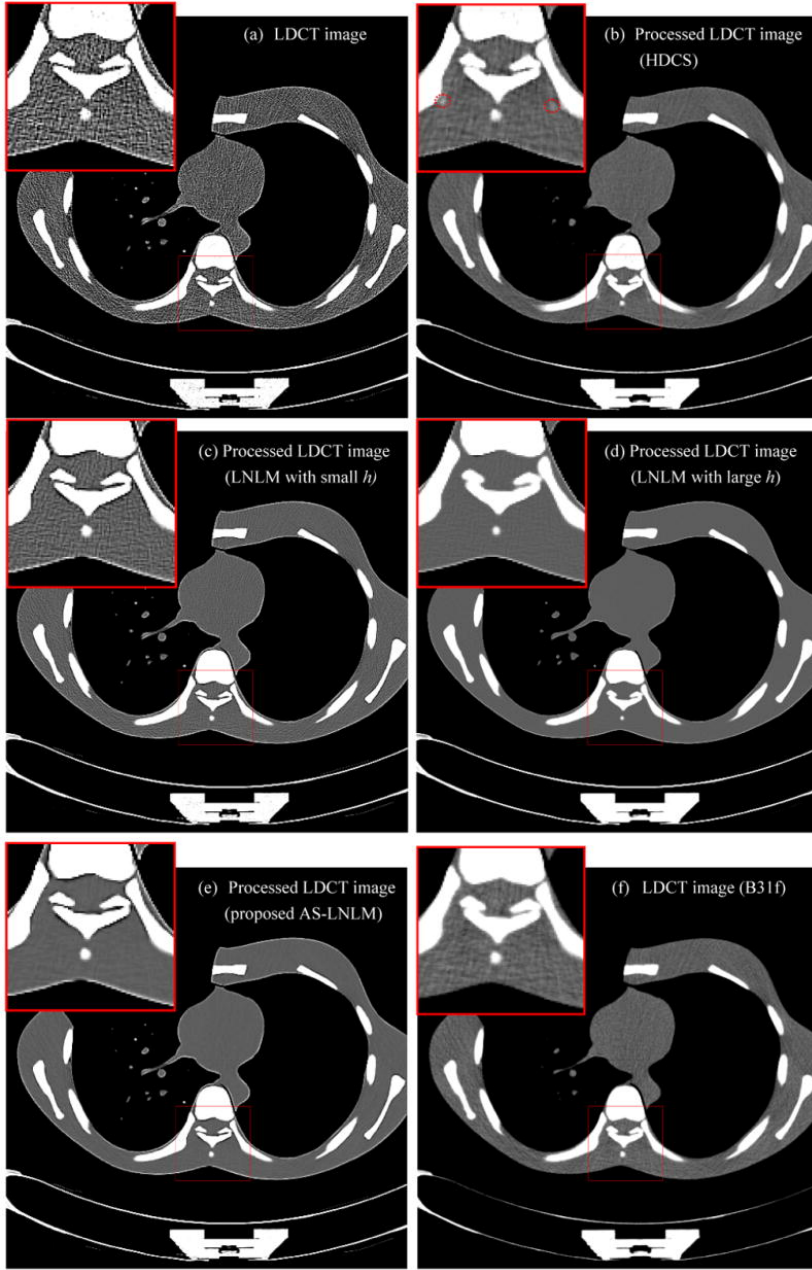 (a) LDCT image
(b) Processed LDCT image
(HDCS)
(c) Processed LDCT image
(LNLM with small h)
(d) Processed LDCT image
(LNLM with large h)
(e) Processed LDCT image
(proposed AS-LNLM)
(f) LDCT image (B31f)